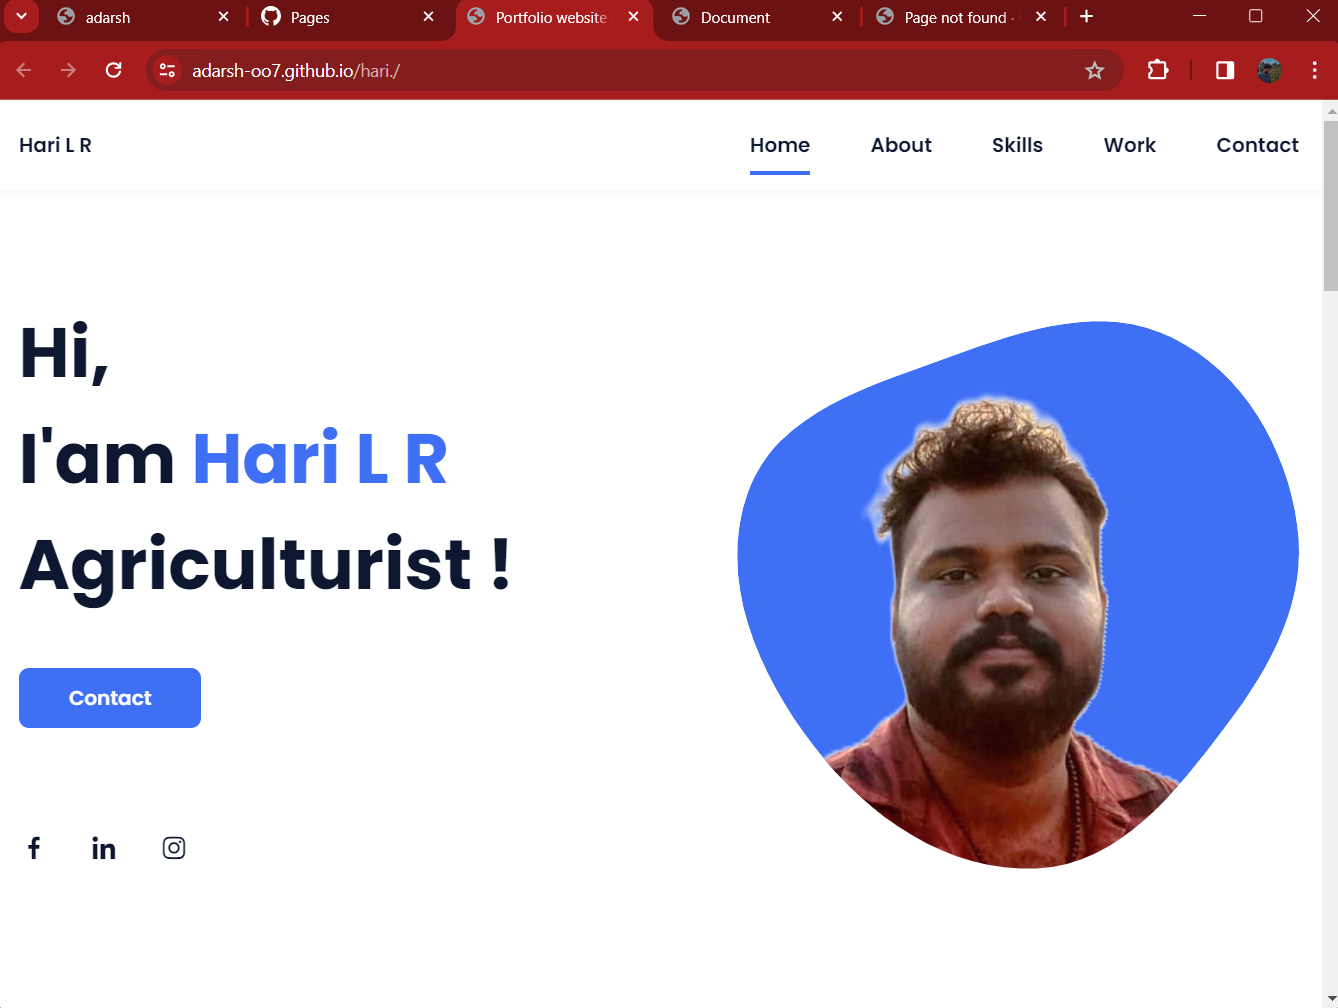 adarsh
Pages
Portfolio website
Document
Page not found ·
adarsh-oo7.github.io/hari./
Hari L R
Home About Skills Work Contact
Hi,
I'am Hari L R
Agriculturist !
Contact